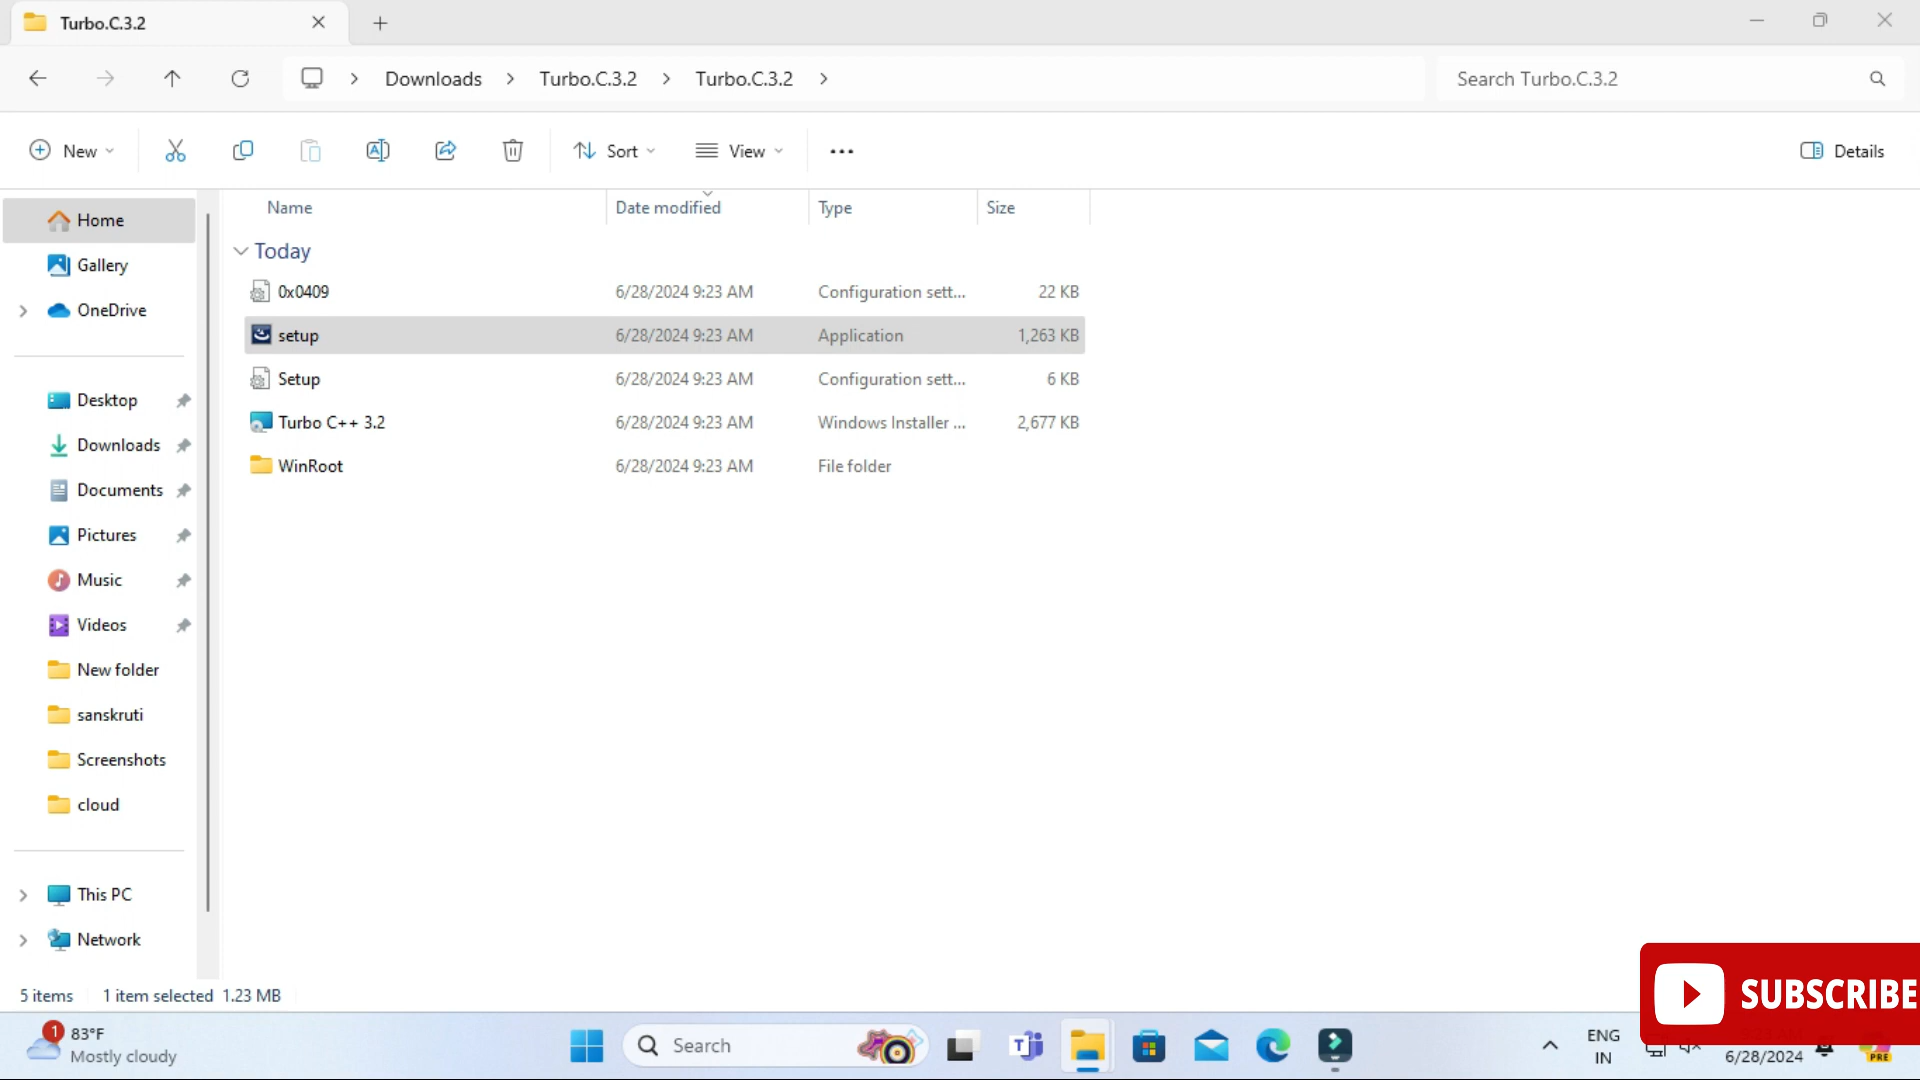 Turbo.C.3.2
Downloads Turbo.C.3.2 Turbo.C.3.2
Search Turbo.C.3.2
New
Sort
View
Details
Name Date modified Type Size
Today
0x0409 6/28/2024 9:23 AM Configuration sett... 22 KB
setup 6/28/2024 9:23 AM Application 1,263 KB
Setup 6/28/2024 9:23 AM Configuration sett... 6 KB
Turbo C++ 3.2 6/28/2024 9:23 AM Windows Installer ... 2,677 KB
WinRoot 6/28/2024 9:23 AM File folder
Home
Gallery
OneDrive
Desktop
Downloads
Documents
Pictures
Music
Videos
New folder
sanskruti
Screenshots
cloud
This PC
Network
5 items 1 item selected 1.23 MB
SUBSCRIBE
1
83°F
Mostly cloudy
Search
ENG
IN
6/28/2024
PRE